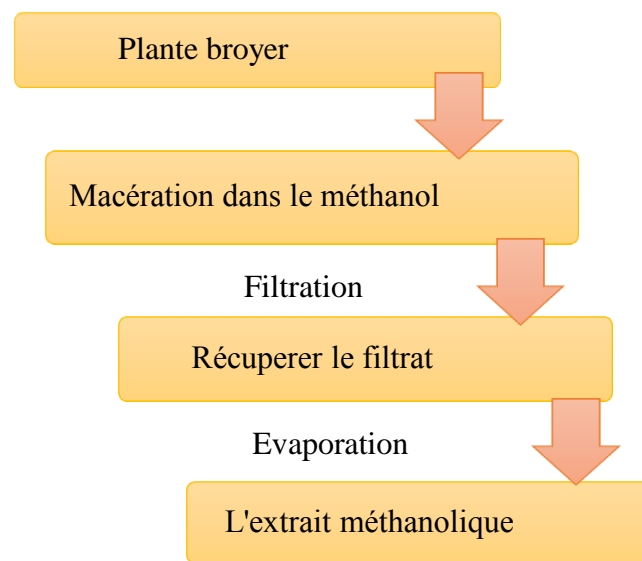 Plante broyer
Macération dans le méthanol
Filtration
Récuperer le filtrat
Evaporation
L'extrait méthanolique